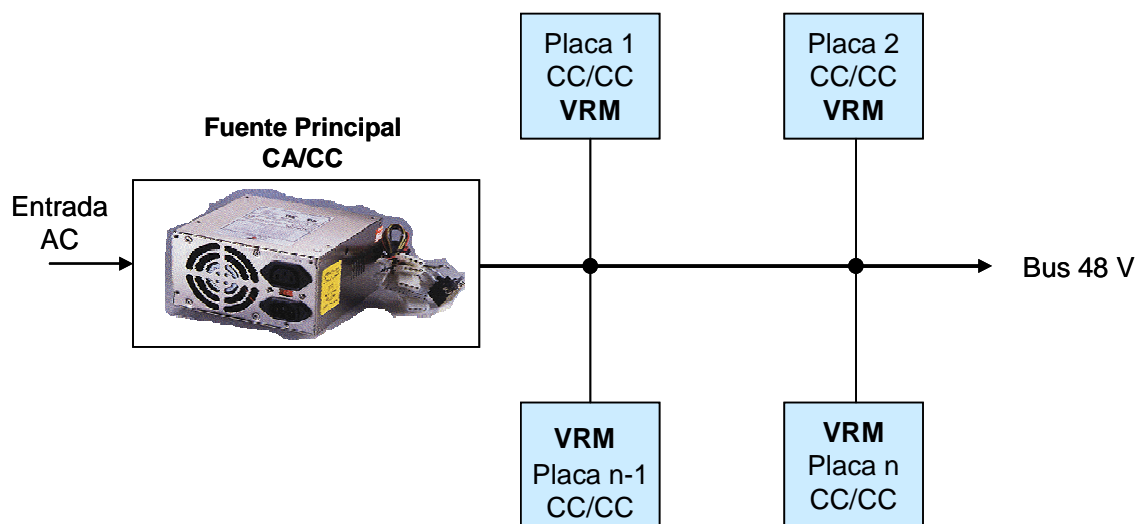 Placa 1
CC/CC
VRM
Placa 2
CC/CC
VRM
Fuente Principal
CA/CC
Entrada
AC
Bus 48 V
VRM
Placa n-1
CC/CC
VRM
Placa n
CC/CC